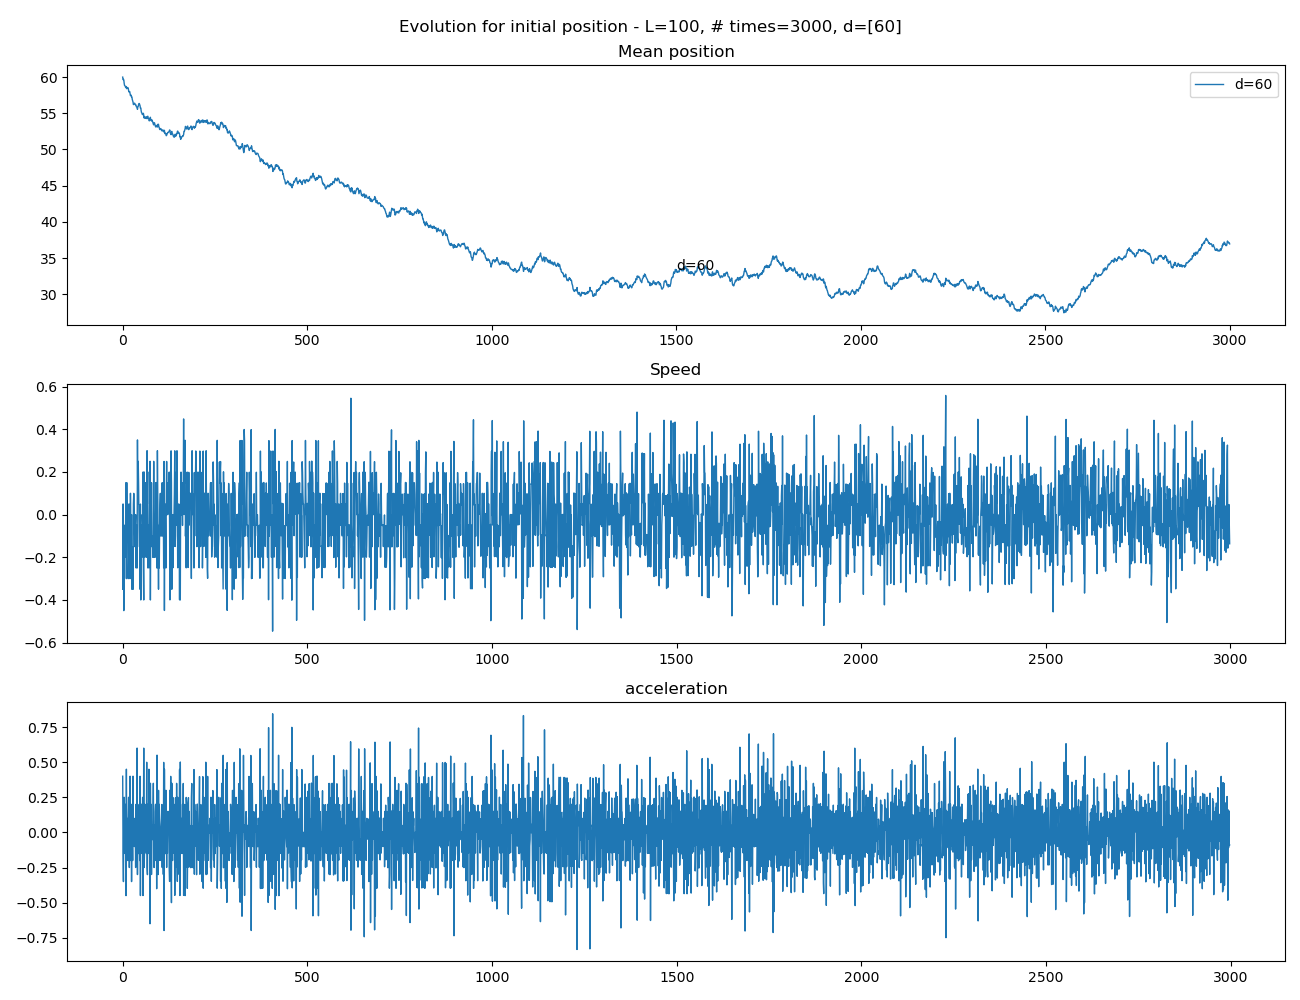 Evolution for initial position - L=100, # times=3000, d=[60]
Mean position
60
55
50
45
40
35
30
d=60
d=60
0 500 1000 1500 2000 2500 3000
Speed
0.6
0.4
0.2
0.0
−0.2
−0.4
−0.6
0 500 1000 1500 2000 2500 3000
acceleration
0.75
0.50
0.25
0.00
−0.25
−0.50
−0.75
0 500 1000 1500 2000 2500 3000